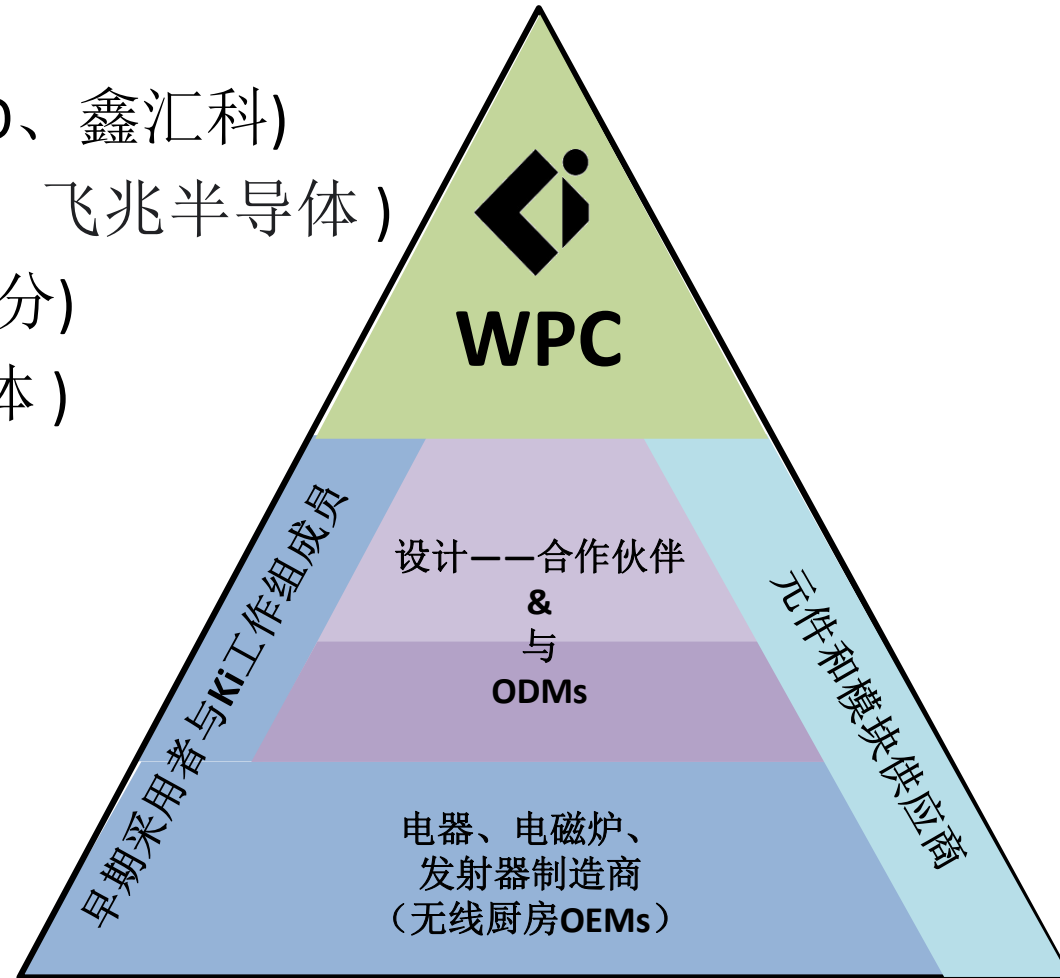 、鑫汇科)
飞兆半导体 )
分)
体 )
WPC
早期采用者与Ki工作组成员
设计——合作伙伴
&
与
ODMs
元件和模块供应商
电器、电磁炉、
发射器制造商
（无线厨房OEMs）